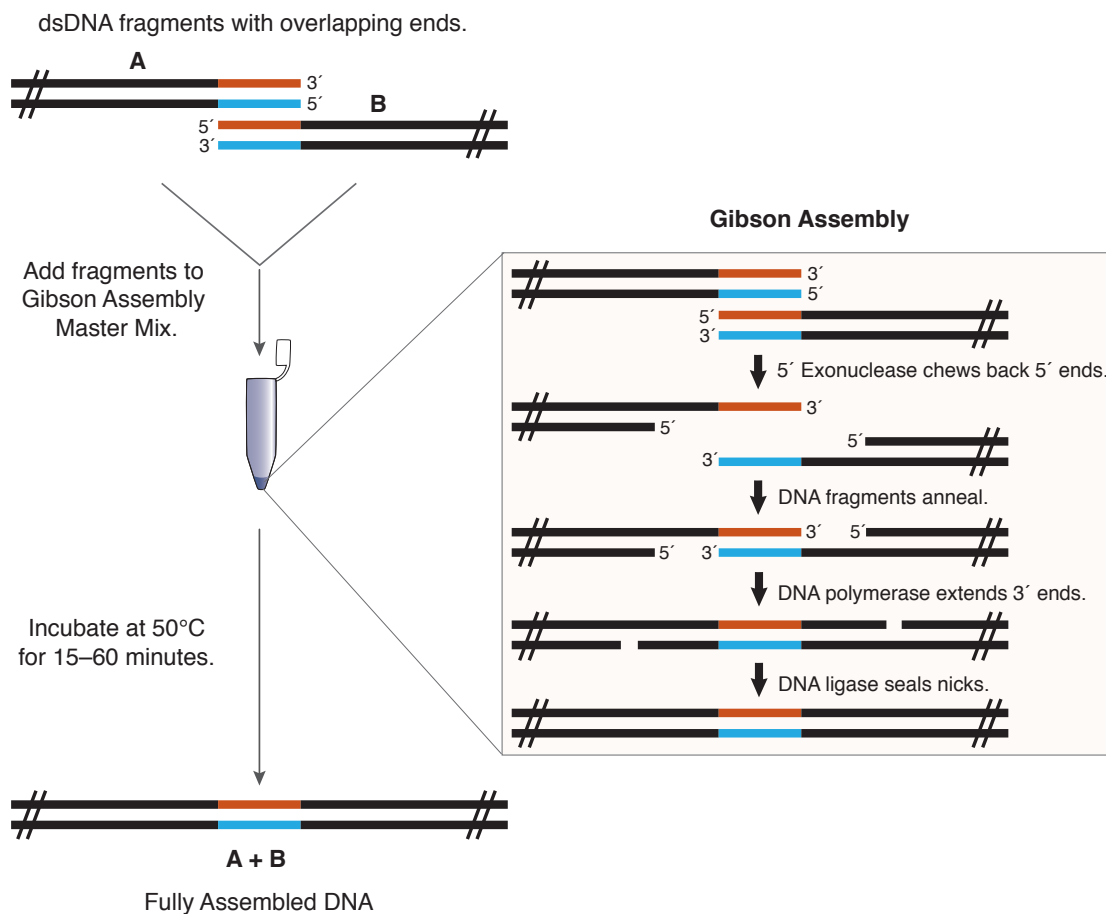 dsDNA fragments with overlapping ends.
A
3´
5´
B
5´
3´
Add fragments to
Gibson Assembly
Master Mix.
Incubate at 50°C
for 15–60 minutes.
A + B
Fully Assembled DNA
Gibson Assembly
3´
5´
5´
3´
5´ Exonuclease chews back 5´ ends.
3´
5´
5´
3´
DNA fragments anneal.
3´ 5´
5´ 3´
DNA polymerase extends 3´ ends.
DNA ligase seals nicks.